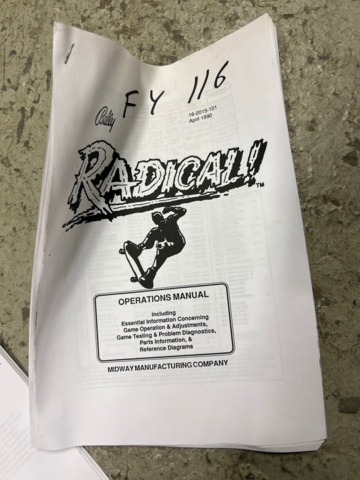 FY 116
Bally
16-2015-101
April 1990
RADICAL! ™
OPERATIONS MANUAL
Including
Essential Information Concerning
Game Operation & Adjustments,
Game Testing & Problem Diagnostics,
Parts Information, &
Reference Diagrams
MIDWAY MANUFACTURING COMPANY